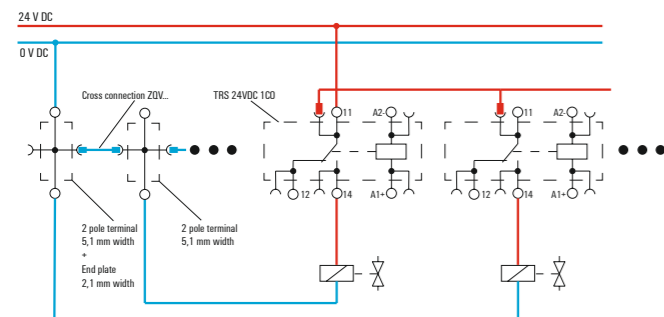 24 V DC
0 V DC
Cross connection ZQV...
TRS 24VDC 1CO
11
A2-
11
A2-
12
14
A1+
12
14
A1+
2 pole terminal
5,1 mm width
+
End plate
2,1 mm width
2 pole terminal
5,1 mm width